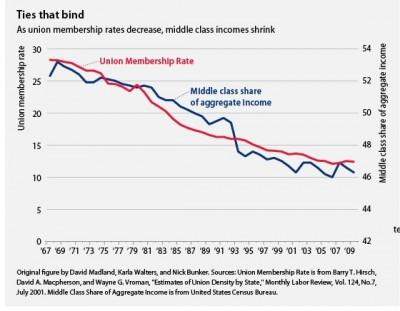 Ties that bind
As union membership rates decrease, middle class incomes shrink
Union membership rate
30
25
20
15
10
5
0
Union Membership Rate
Middle class share
of aggregate income
54
52
50
48
46
44
42
Middle class share of aggregate income
te
'67 '69 '71 '73 '75 '77 '79 '81 '83 '85 '87 '89 '91 '93 '95 '97 '99 '01 '03 '05 '07 '09
Original figure by David Madland, Karla Walters, and Nick Bunker. Sources: Union Membership Rate is from Barry T. Hirsch,
David A. Macpherson, and Wayne G. Vroman, "Estimates of Union Density by State," Monthly Labor Review, Vol. 124, No.7,
July 2001. Middle Class Share of Aggregate Income is from United States Census Bureau.